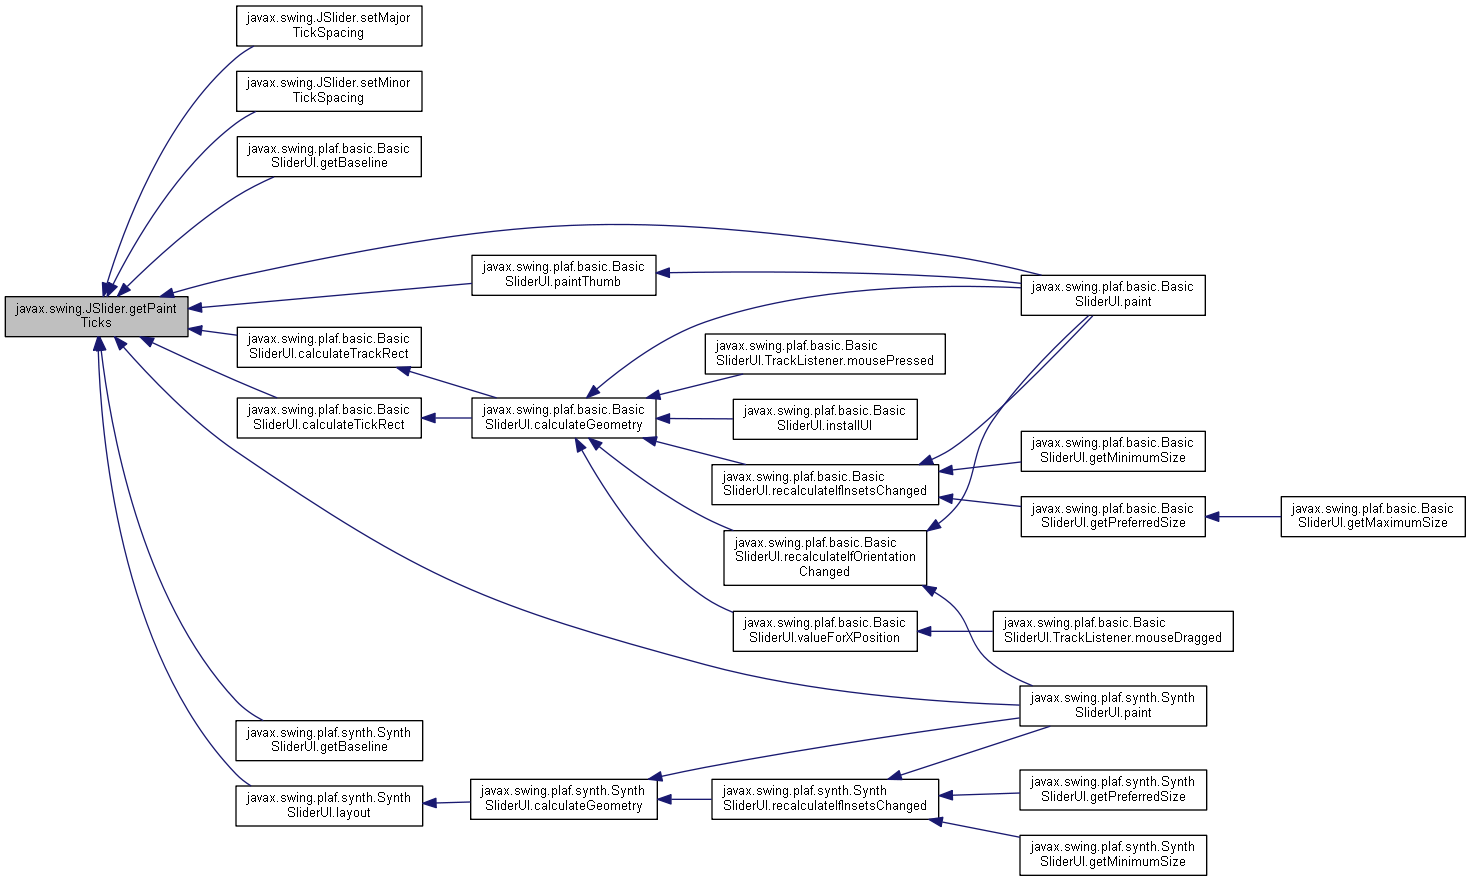 javax.swing.JSlider.setMajor
TickSpacing
javax.swing.JSlider.setMinor
TickSpacing
javax.swing.plaf.basic.Basic
SliderUI.getBaseline
javax.swing.JSlider.getPaint
Ticks
javax.swing.plaf.basic.Basic
SliderUI.paintThumb
javax.swing.plaf.basic.Basic
SliderUI.paint
javax.swing.plaf.basic.Basic
SliderUI.calculateTrackRect
javax.swing.plaf.basic.Basic
SliderUI.TrackListener.mousePressed
javax.swing.plaf.basic.Basic
SliderUI.calculateTickRect
javax.swing.plaf.basic.Basic
SliderUI.calculateGeometry
javax.swing.plaf.basic.Basic
SliderUI.installUI
javax.swing.plaf.basic.Basic
SliderUI.recalculateIfInsetsChanged
javax.swing.plaf.basic.Basic
SliderUI.getMinimumSize
javax.swing.plaf.basic.Basic
SliderUI.getPreferredSize
javax.swing.plaf.basic.Basic
SliderUI.getMaximumSize
javax.swing.plaf.basic.Basic
SliderUI.recalculateIfOrientation
Changed
javax.swing.plaf.basic.Basic
SliderUI.valueForXPosition
javax.swing.plaf.basic.Basic
SliderUI.TrackListener.mouseDragged
javax.swing.plaf.synth.Synth
SliderUI.paint
javax.swing.plaf.synth.Synth
SliderUI.getBaseline
javax.swing.plaf.synth.Synth
SliderUI.layout
javax.swing.plaf.synth.Synth
SliderUI.calculateGeometry
javax.swing.plaf.synth.Synth
SliderUI.recalculateIfInsetsChanged
javax.swing.plaf.synth.Synth
SliderUI.getPreferredSize
javax.swing.plaf.synth.Synth
SliderUI.getMinimumSize